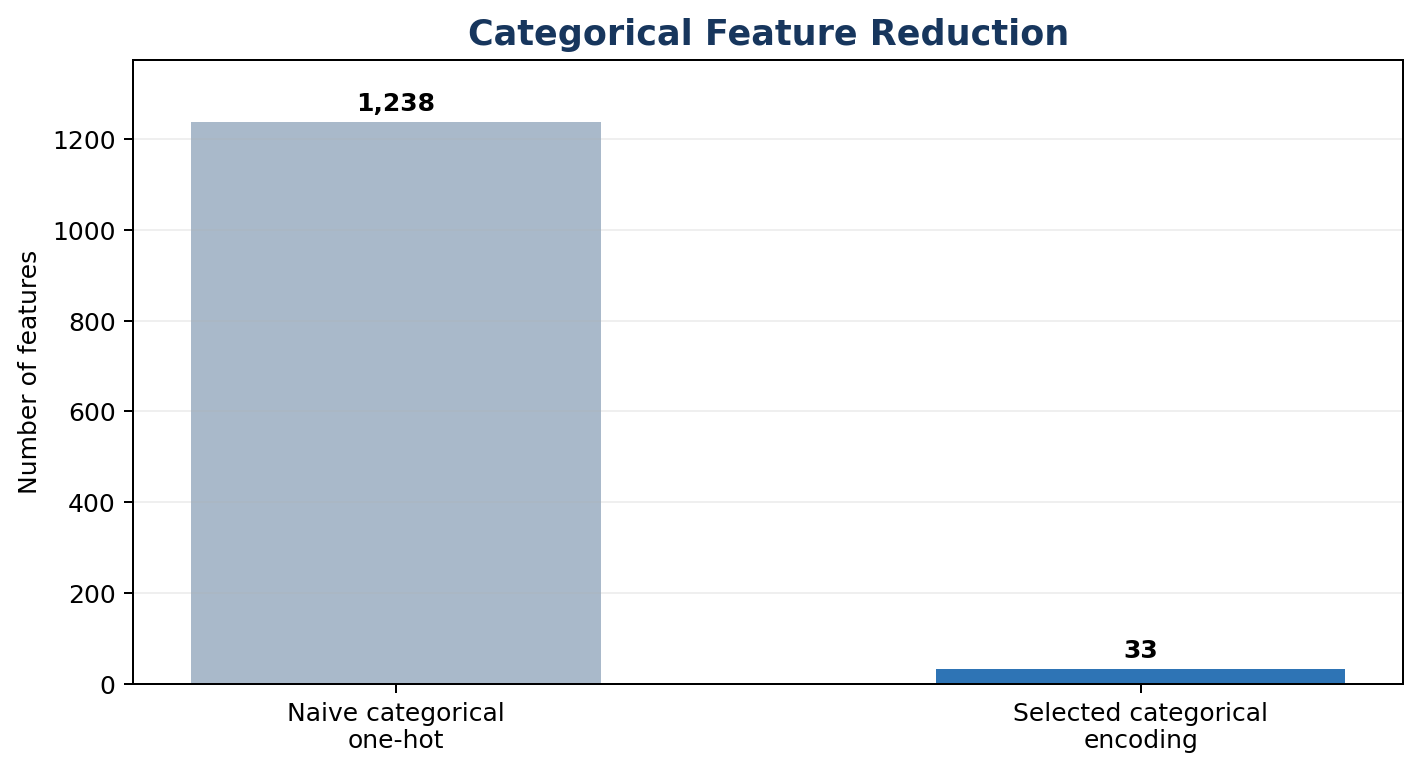 Categorical Feature Reduction
Number of features
1200
1000
800
600
400
200
0
1,238
33
Naive categorical
one-hot
Selected categorical
encoding